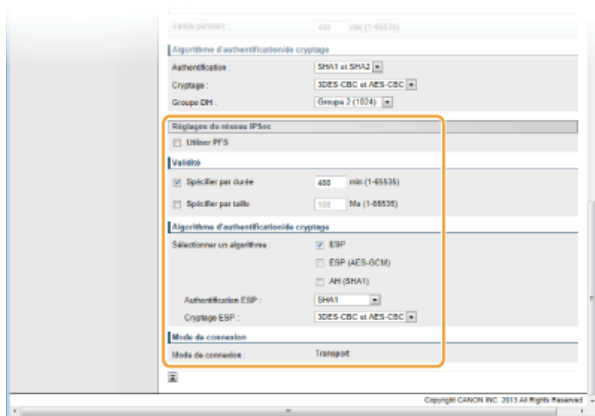 Valide pendant : 480 min (1-65535)
Algorithme d'authentification/de cryptage
Authentification : SHA1 et SHA2
Cryptage : 3DES-CBC et AES-CBC
Groupe DH : Groupe 2 (1024)
Réglages du réseau IPSec
Utiliser PFS
Validité
Spécifier par durée 480 min (1-65535)
Spécifier par taille 100 Mo (1-65535)
Algorithme d'authentification/de cryptage
Sélectionner un algorithme : ESP
ESP (AES-GCM)
AH (SHA1)
Authentification ESP : SHA1
Cryptage ESP : 3DES-CBC et AES-CBC
Mode de connexion
Mode de connexion : Transport
Copyright CANON INC. 2013 All Rights Reserved